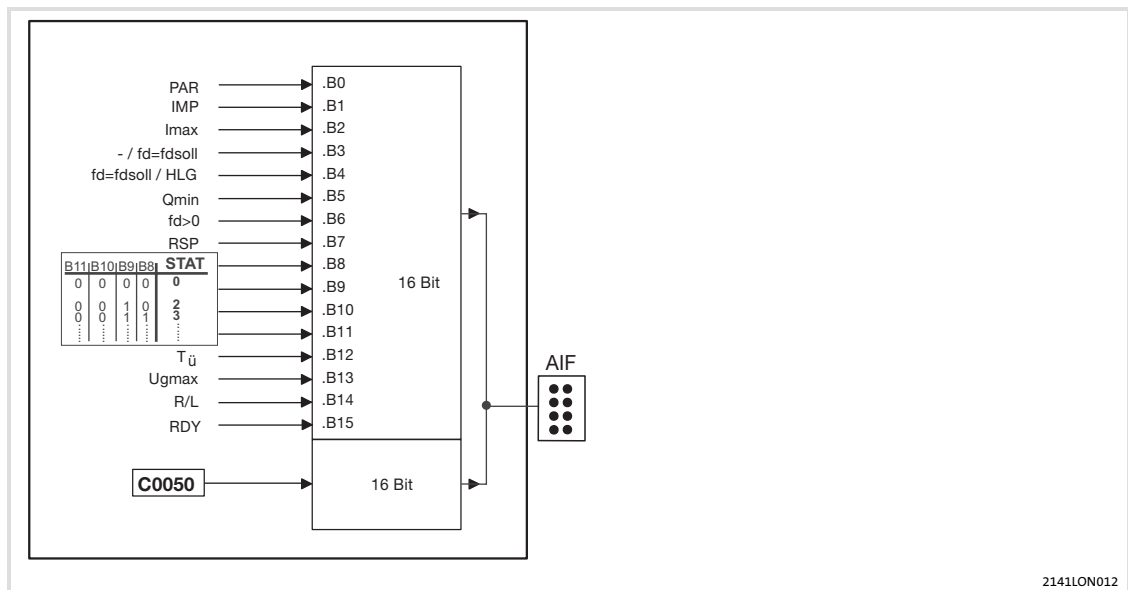 PAR .B0
IMP .B1
Imax .B2
- / fd=fdsoll .B3
fd=fdsoll / HLG .B4
Qmin .B5
fd>0 .B6
RSP .B7
B11 B10 B9 B8 STAT .B8
0 0 0 0 0 .B9
16 Bit
0 0 1 0 2 .B10
0 0 1 1 3
.B11
Tü .B12
Ugmax .B13
R/L .B14
RDY .B15
AIF
C0050 16 Bit
2141LON012